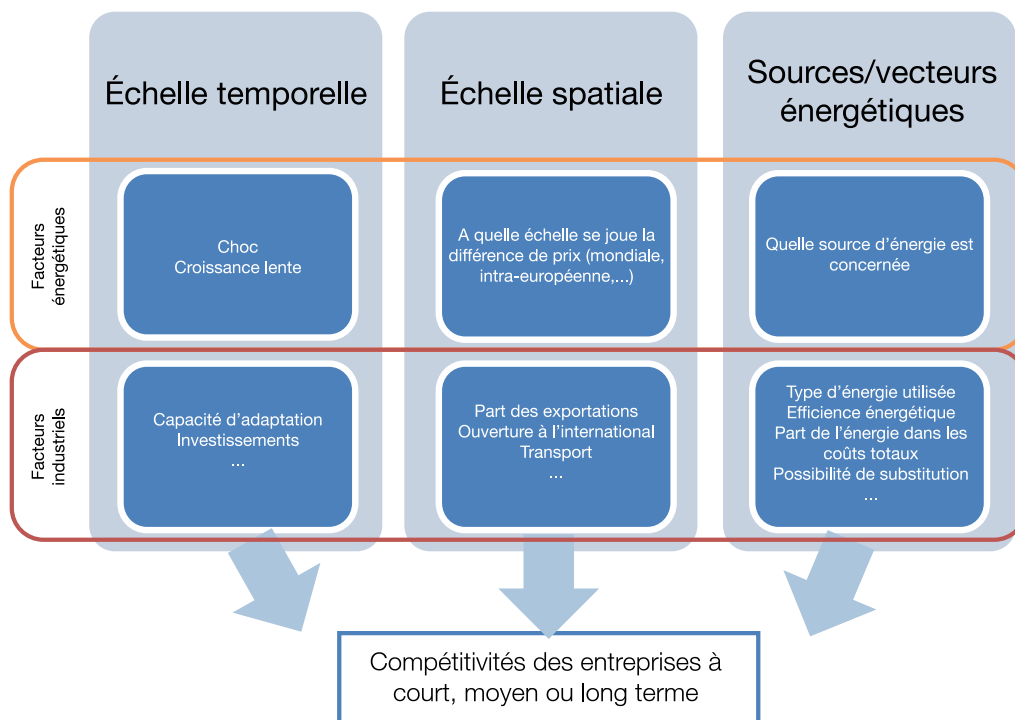 Échelle temporelle
Échelle spatiale
Sources/vecteurs
énergétiques
Facteurs
énergétiques
Choc
Croissance lente
A quelle échelle se joue la
différence de prix (mondiale,
intra-européenne,...)
Quelle source d'énergie est
concernée
Facteurs
industriels
Capacité d'adaptation
Investissements
...
Part des exportations
Ouverture à l'international
Transport
...
Type d'énergie utilisée
Efficience énergétique
Part de l'énergie dans les
coûts totaux
Possibilité de substitution
...
Compétitivités des entreprises à
court, moyen ou long terme